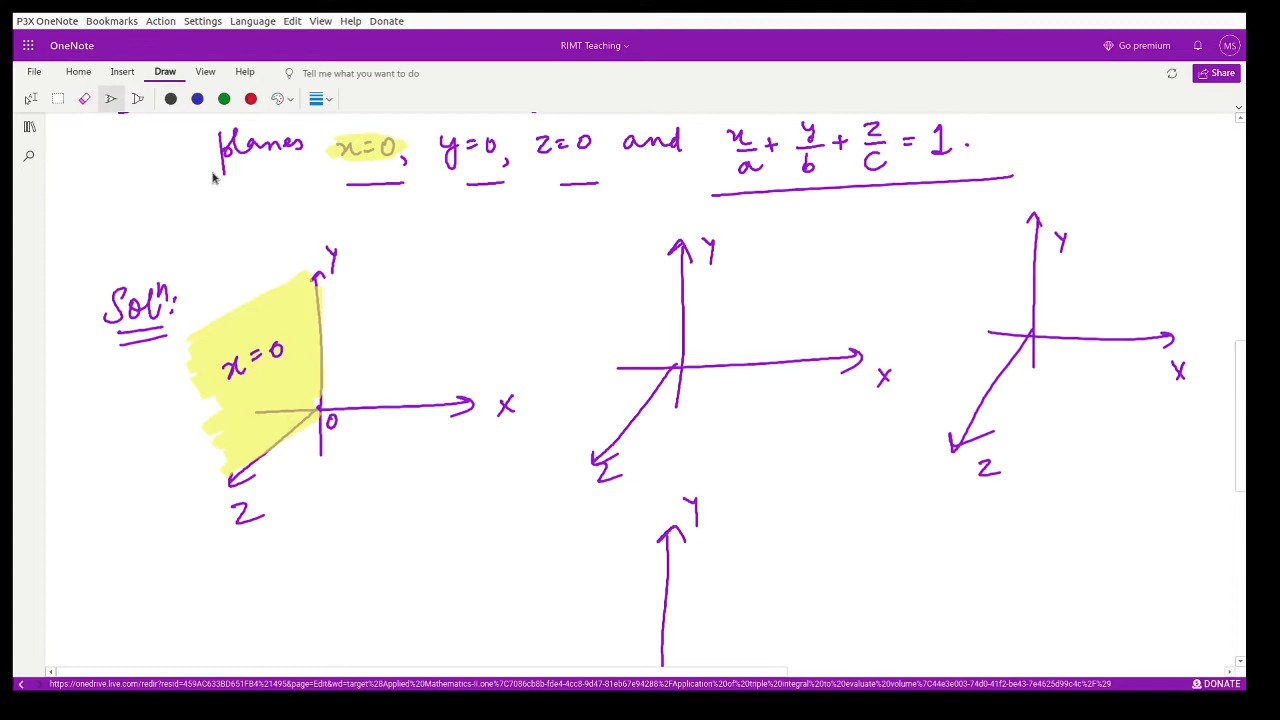 P3X OneNote Bookmarks Action Settings Language Edit View Help Donate
OneNote
RIMT Teaching
Go premium
MS
File Home Insert Draw View Help Tell me what you want to do
Share
planes x=0, y=0, z=0 and x/a + y/b + z/c = 1.
Solⁿ:
Y
x=0
X
O
Z
Y
X
Z
Y
X
Z
Y
DONATE